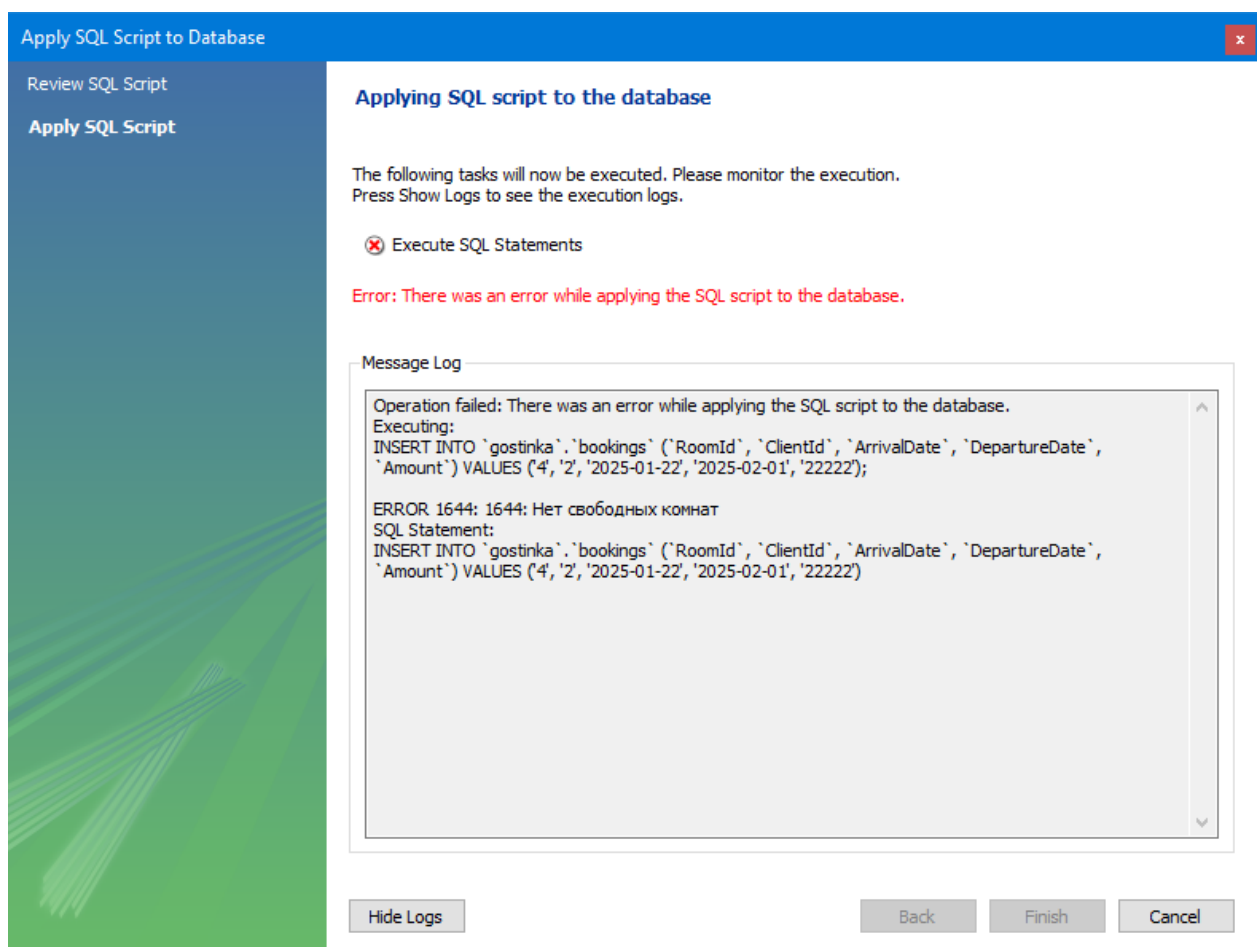 Apply SQL Script to Database
x
Review SQL Script
Apply SQL Script
Applying SQL script to the database
The following tasks will now be executed. Please monitor the execution.
Press Show Logs to see the execution logs.
Execute SQL Statements
Error: There was an error while applying the SQL script to the database.
Message Log
Operation failed: There was an error while applying the SQL script to the database.
Executing:
INSERT INTO `gostinka`.`bookings` (`RoomId`, `ClientId`, `ArrivalDate`, `DepartureDate`,
`Amount`) VALUES ('4', '2', '2025-01-22', '2025-02-01', '22222');
ERROR 1644: 1644: Нет свободных комнат
SQL Statement:
INSERT INTO `gostinka`.`bookings` (`RoomId`, `ClientId`, `ArrivalDate`, `DepartureDate`,
`Amount`) VALUES ('4', '2', '2025-01-22', '2025-02-01', '22222')
Hide Logs
Back
Finish
Cancel